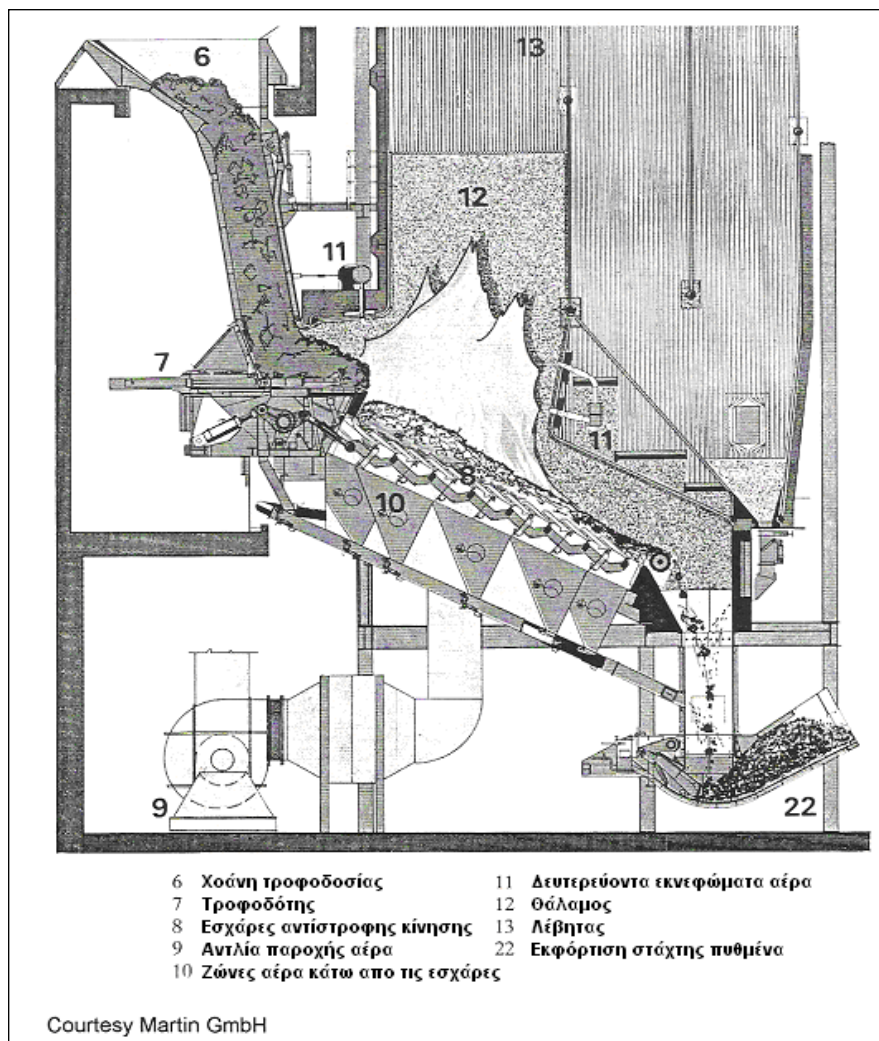 13
6
12
11
7
11
8
10
9
22
6 Χοάνη τροφοδοσίας
7 Τροφοδότης
8 Εσχάρες αντίστροφης κίνησης
9 Αντλία παροχής αέρα
10 Ζώνες αέρα κάτω απο τις εσχάρες
11 Δευτερεύοντα εκνεφώματα αέρα
12 Θάλαμος
13 Λέβητας
22 Εκφόρτιση στάχτης πυθμένα
Courtesy Martin GmbH